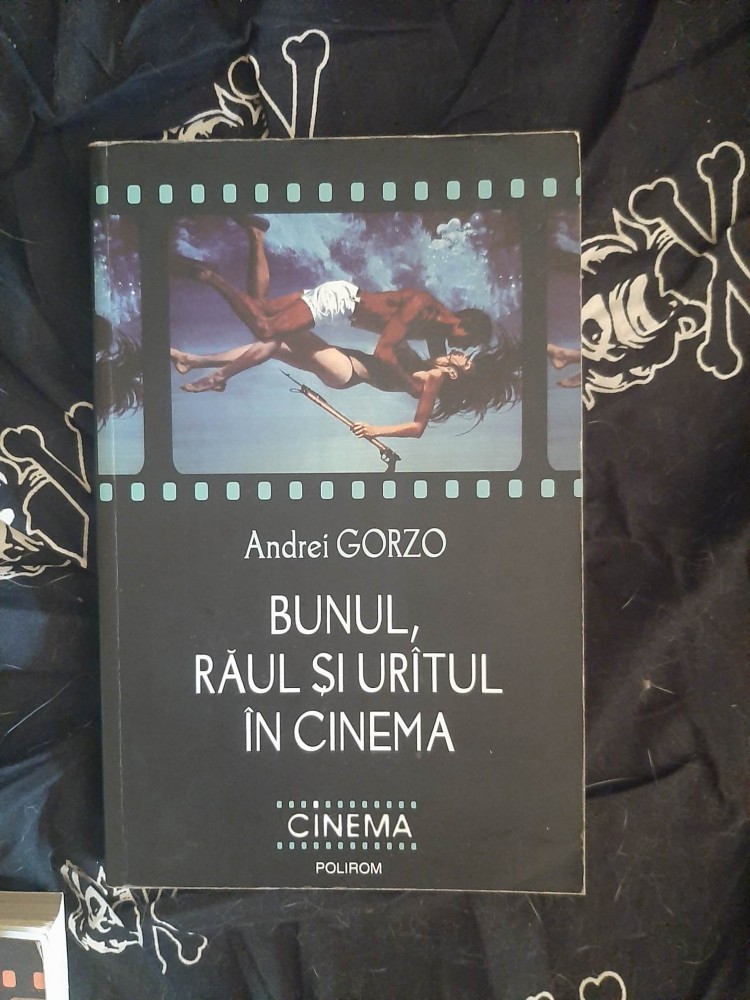 Andrei GORZO
BUNUL,
RĂUL ȘI URÎTUL
ÎN CINEMA
CINEMA
POLIROM